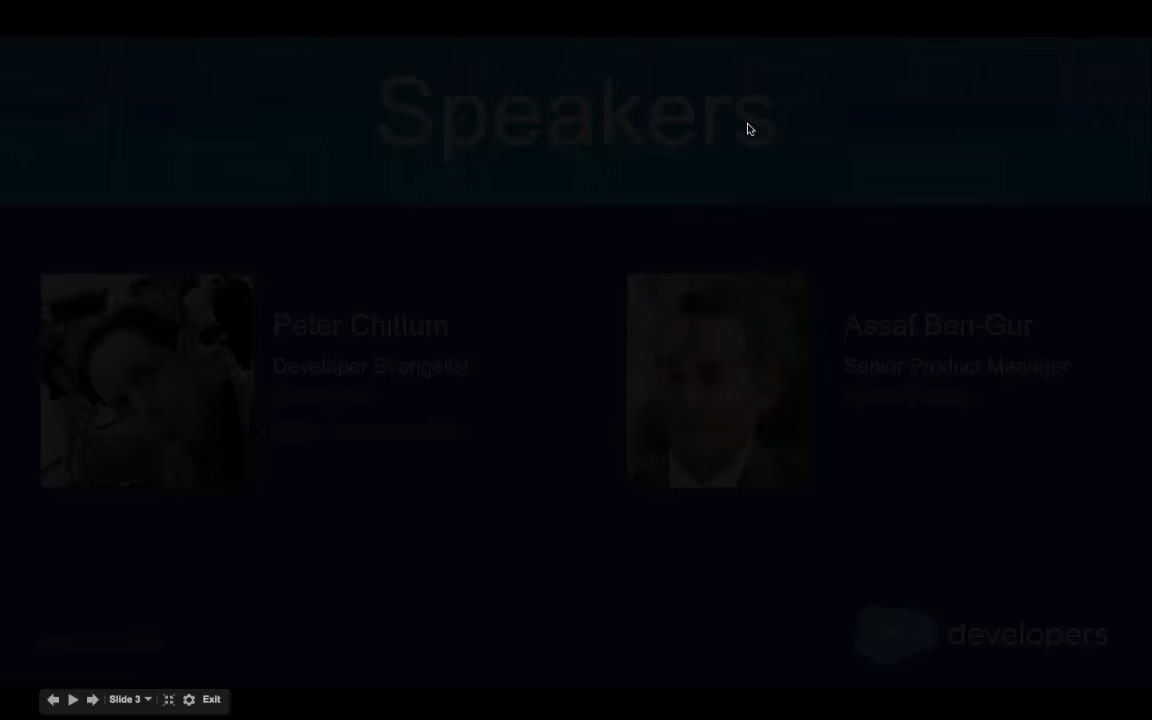 Speakers
Peter Chittum
Developer Evangelist
Assaf Ben-Gur
Senior Product Manager
developers
Slide 3
Exit